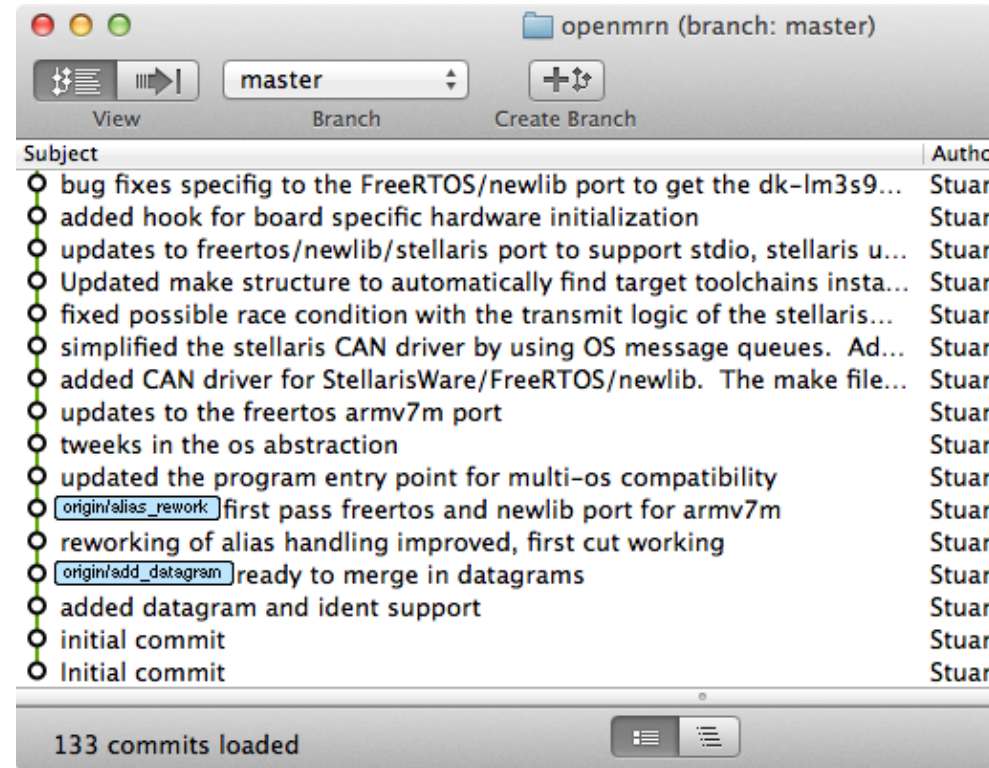 openmrn (branch: master)
master
View Branch Create Branch
Subject Autho
bug fixes specifig to the FreeRTOS/newlib port to get the dk-lm3s9... Stuar
added hook for board specific hardware initialization Stuar
updates to freertos/newlib/stellaris port to support stdio, stellaris u... Stuar
Updated make structure to automatically find target toolchains insta... Stuar
fixed possible race condition with the transmit logic of the stellaris... Stuar
simplified the stellaris CAN driver by using OS message queues. Ad... Stuar
added CAN driver for StellarisWare/FreeRTOS/newlib. The make file... Stuar
updates to the freertos armv7m port Stuar
tweeks in the os abstraction Stuar
updated the program entry point for multi-os compatibility Stuar
origin/alias_rework first pass freertos and newlib port for armv7m Stuar
reworking of alias handling improved, first cut working Stuar
origin/add_datagram ready to merge in datagrams Stuar
added datagram and ident support Stuar
initial commit Stuar
Initial commit Stuar
133 commits loaded